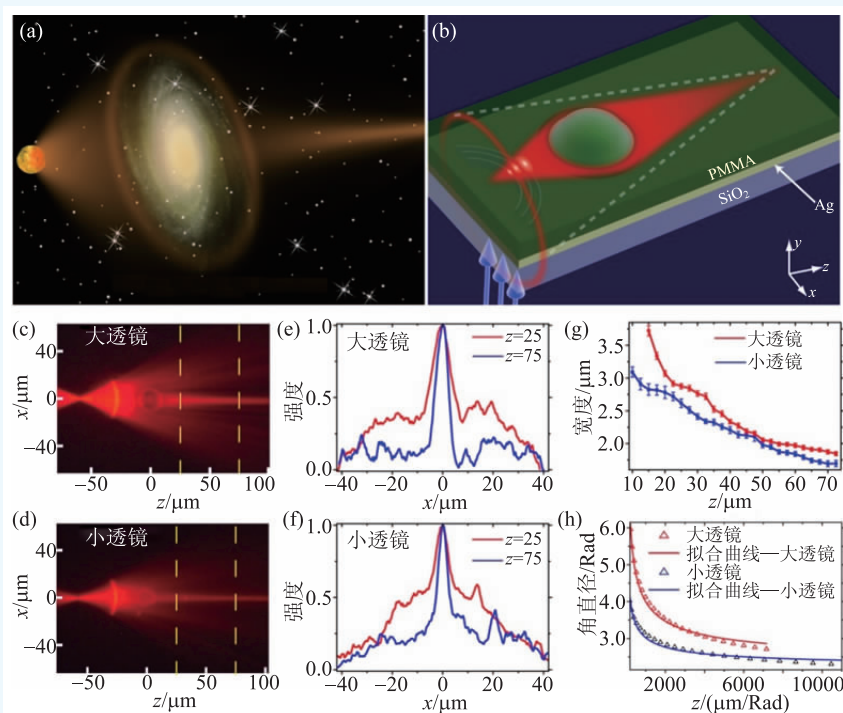 (a)
(b)
PMMA
SiO₂
Ag
y
z
x
(c)
大透镜
x/μm
40
0
−40
−50
0
50
100
z/μm
(d)
小透镜
x/μm
40
0
−40
−50
0
50
100
z/μm
(e)
大透镜
z=25
z=75
强度
1.0
0.5
0.0
−40
−20
0
20
40
x/μm
(f)
小透镜
z=25
z=75
强度
1.0
0.5
0.0
−40
−20
0
20
40
x/μm
(g)
大透镜
小透镜
宽度/μm
3.5
3.0
2.5
2.0
10
20
30
40
50
60
70
z/μm
(h)
大透镜
拟合曲线—大透镜
小透镜
拟合曲线—小透镜
角直径/Rad
6.0
5.0
4.0
3.0
2000
6000
10000
z/(μm/Rad)